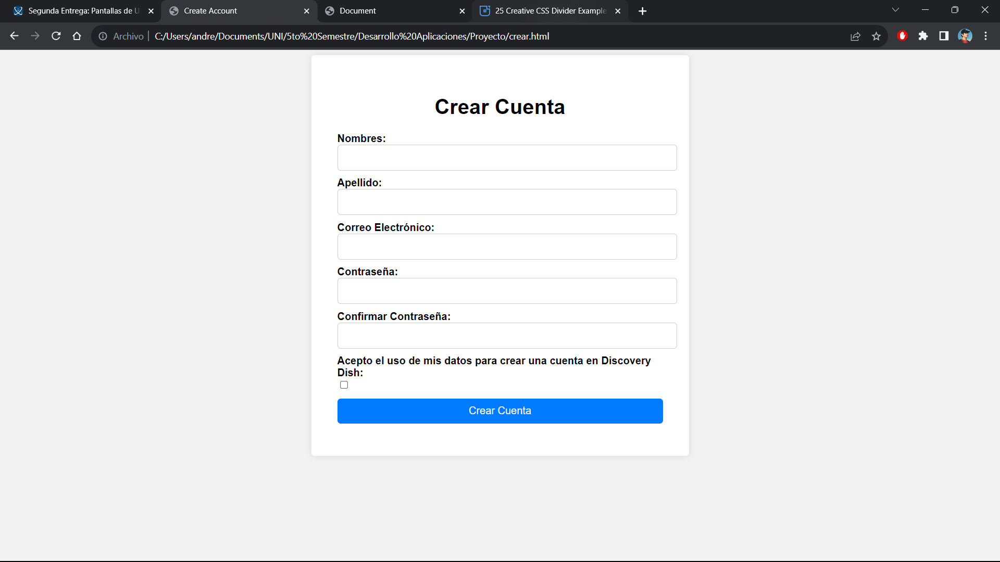 Segunda Entrega: Pantallas de U
Create Account
Document
25 Creative CSS Divider Example
Archivo
C:/Users/andre/Documents/UNI/5to%20Semestre/Desarrollo%20Aplicaciones/Proyecto/crear.html
Crear Cuenta
Nombres:
Apellido:
Correo Electrónico:
Contraseña:
Confirmar Contraseña:
Acepto el uso de mis datos para crear una cuenta en Discovery
Dish:
Crear Cuenta